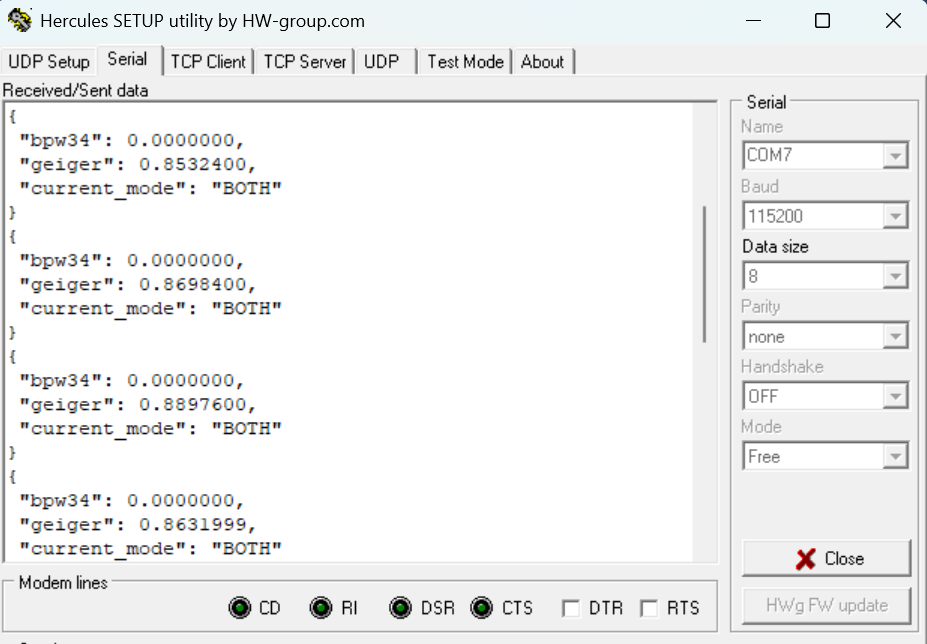 Hercules SETUP utility by HW-group.com
UDP Setup Serial TCP Client TCP Server UDP Test Mode About
Received/Sent data
{
"bpw34": 0.0000000,
"geiger": 0.8532400,
"current_mode": "BOTH"
}
{
"bpw34": 0.0000000,
"geiger": 0.8698400,
"current_mode": "BOTH"
}
{
"bpw34": 0.0000000,
"geiger": 0.8897600,
"current_mode": "BOTH"
}
{
"bpw34": 0.0000000,
"geiger": 0.8631999,
"current_mode": "BOTH"
Serial
Name
COM7
Baud
115200
Data size
8
Parity
none
Handshake
OFF
Mode
Free
Close
HWg FW update
Modem lines
CD RI DSR CTS DTR RTS